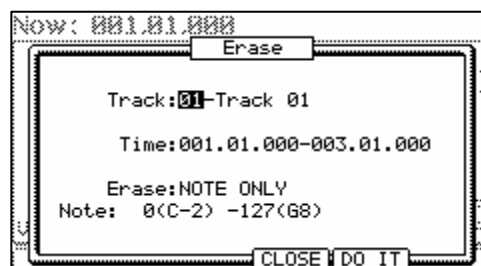 Now: 001.01.000
Erase
Track:01-Track 01
Time:001.01.000-003.01.000
Erase:NOTE ONLY
Note: 0(C-2) -127(G8)
CLOSE DO IT